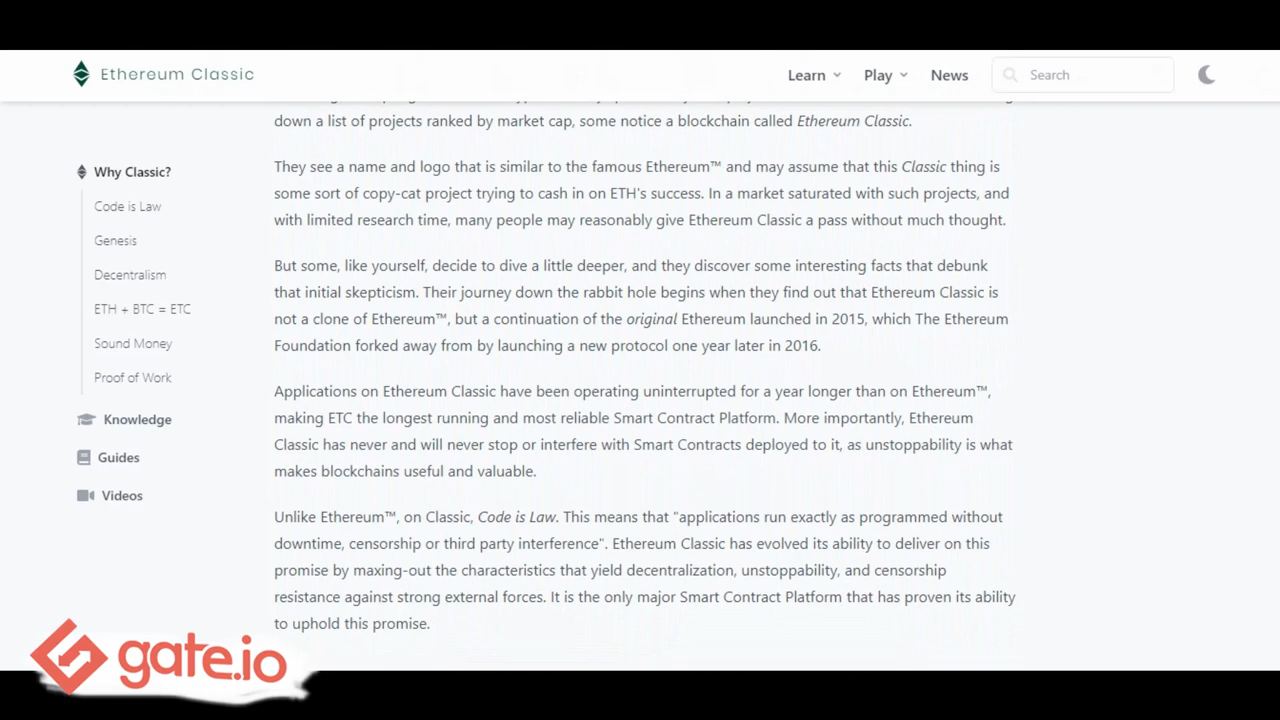 Ethereum Classic
Learn
Play
News
Search
down a list of projects ranked by market cap, some notice a blockchain called Ethereum Classic.
Why Classic?
Code is Law
Genesis
Decentralism
ETH + BTC = ETC
Sound Money
Proof of Work
Knowledge
Guides
Videos
They see a name and logo that is similar to the famous Ethereum™ and may assume that this Classic thing is
some sort of copy-cat project trying to cash in on ETH's success. In a market saturated with such projects, and
with limited research time, many people may reasonably give Ethereum Classic a pass without much thought.
But some, like yourself, decide to dive a little deeper, and they discover some interesting facts that debunk
that initial skepticism. Their journey down the rabbit hole begins when they find out that Ethereum Classic is
not a clone of Ethereum™, but a continuation of the original Ethereum launched in 2015, which The Ethereum
Foundation forked away from by launching a new protocol one year later in 2016.
Applications on Ethereum Classic have been operating uninterrupted for a year longer than on Ethereum™,
making ETC the longest running and most reliable Smart Contract Platform. More importantly, Ethereum
Classic has never and will never stop or interfere with Smart Contracts deployed to it, as unstoppability is what
makes blockchains useful and valuable.
Unlike Ethereum™, on Classic, Code is Law. This means that "applications run exactly as programmed without
downtime, censorship or third party interference". Ethereum Classic has evolved its ability to deliver on this
promise by maxing-out the characteristics that yield decentralization, unstoppability, and censorship
resistance against strong external forces. It is the only major Smart Contract Platform that has proven its ability
to uphold this promise.
gate.io